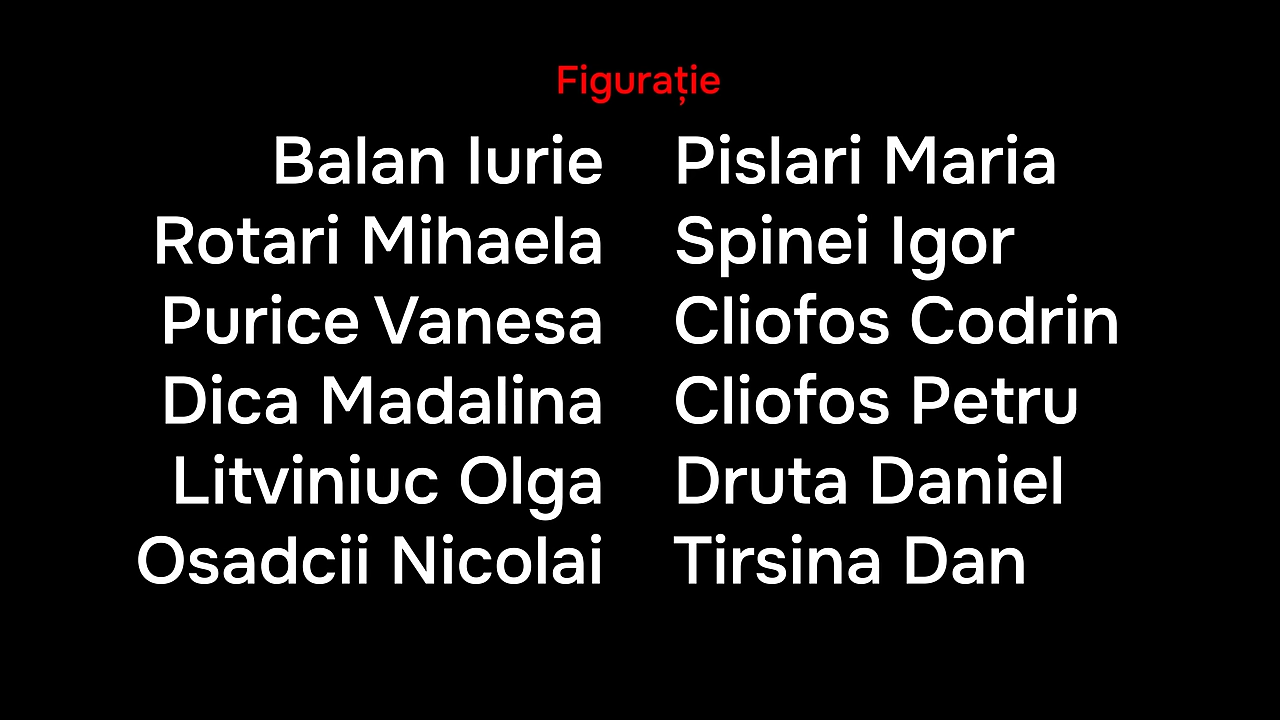 Figurație
Balan Iurie
Rotari Mihaela
Purice Vanesa
Dica Madalina
Litviniuc Olga
Osadcii Nicolai
Pislari Maria
Spinei Igor
Cliofos Codrin
Cliofos Petru
Druta Daniel
Tirsina Dan